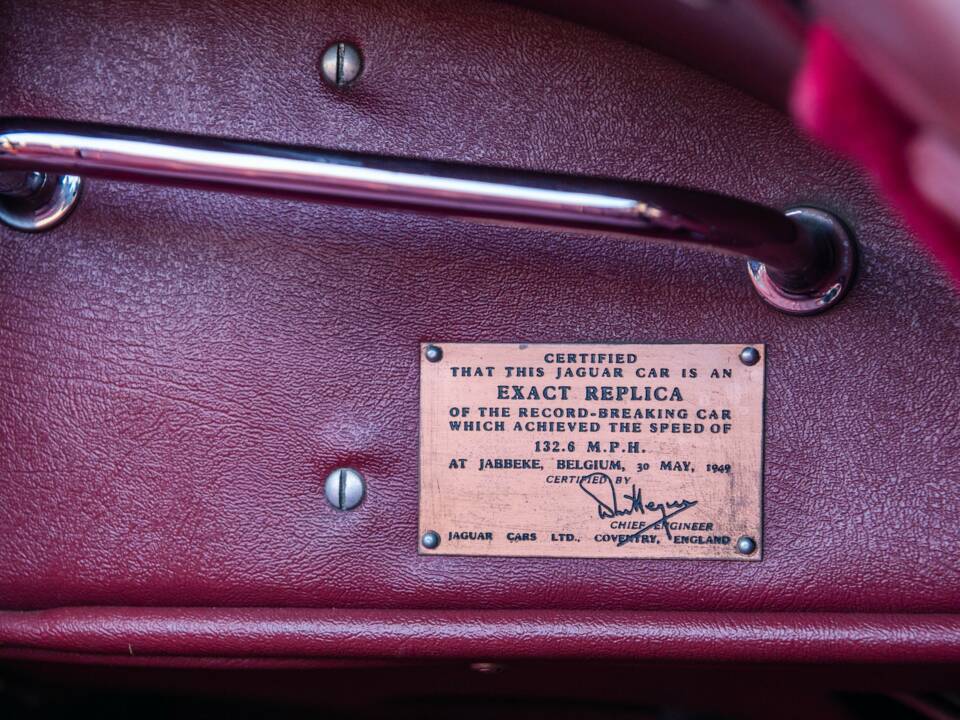 CERTIFIED
THAT THIS JAGUAR CAR IS AN
EXACT REPLICA
OF THE RECORD-BREAKING CAR
WHICH ACHIEVED THE SPEED OF
132.6 M.P.H.
AT JABBEKE, BELGIUM, 30 MAY, 1949
CERTIFIED BY
CHIEF ENGINEER
JAGUAR CARS LTD., COVENTRY, ENGLAND